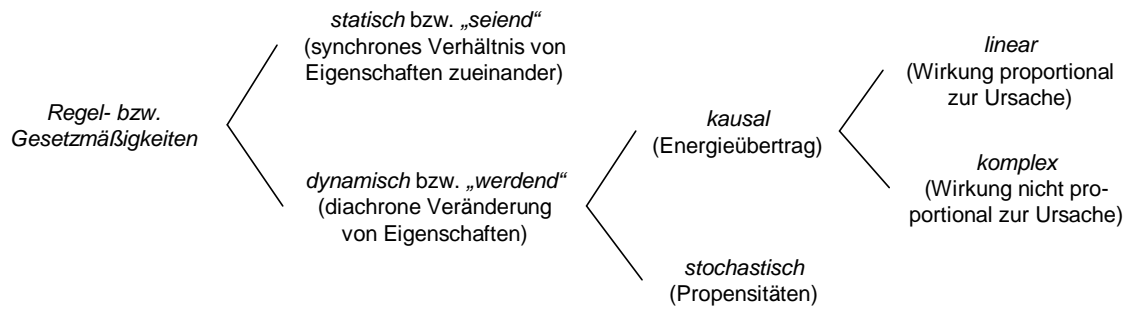 Regel- bzw.
Gesetzmäßigkeiten
statisch bzw. „seiend“
(synchrones Verhältnis von
Eigenschaften zueinander)
dynamisch bzw. „werdend“
(diachrone Veränderung
von Eigenschaften)
kausal
(Energieübertrag)
stochastisch
(Propensitäten)
linear
(Wirkung proportional
zur Ursache)
komplex
(Wirkung nicht pro-
portional zur Ursache)